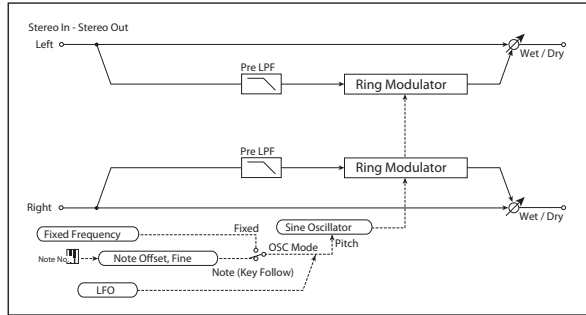 Stereo In - Stereo Out
Left
Wet / Dry
Pre LPF
Ring Modulator
Pre LPF
Ring Modulator
Right
Wet / Dry
Fixed Frequency
Fixed
Sine Oscillator
OSC Mode
Pitch
Note No.
Note Offset, Fine
Note (Key Follow)
LFO